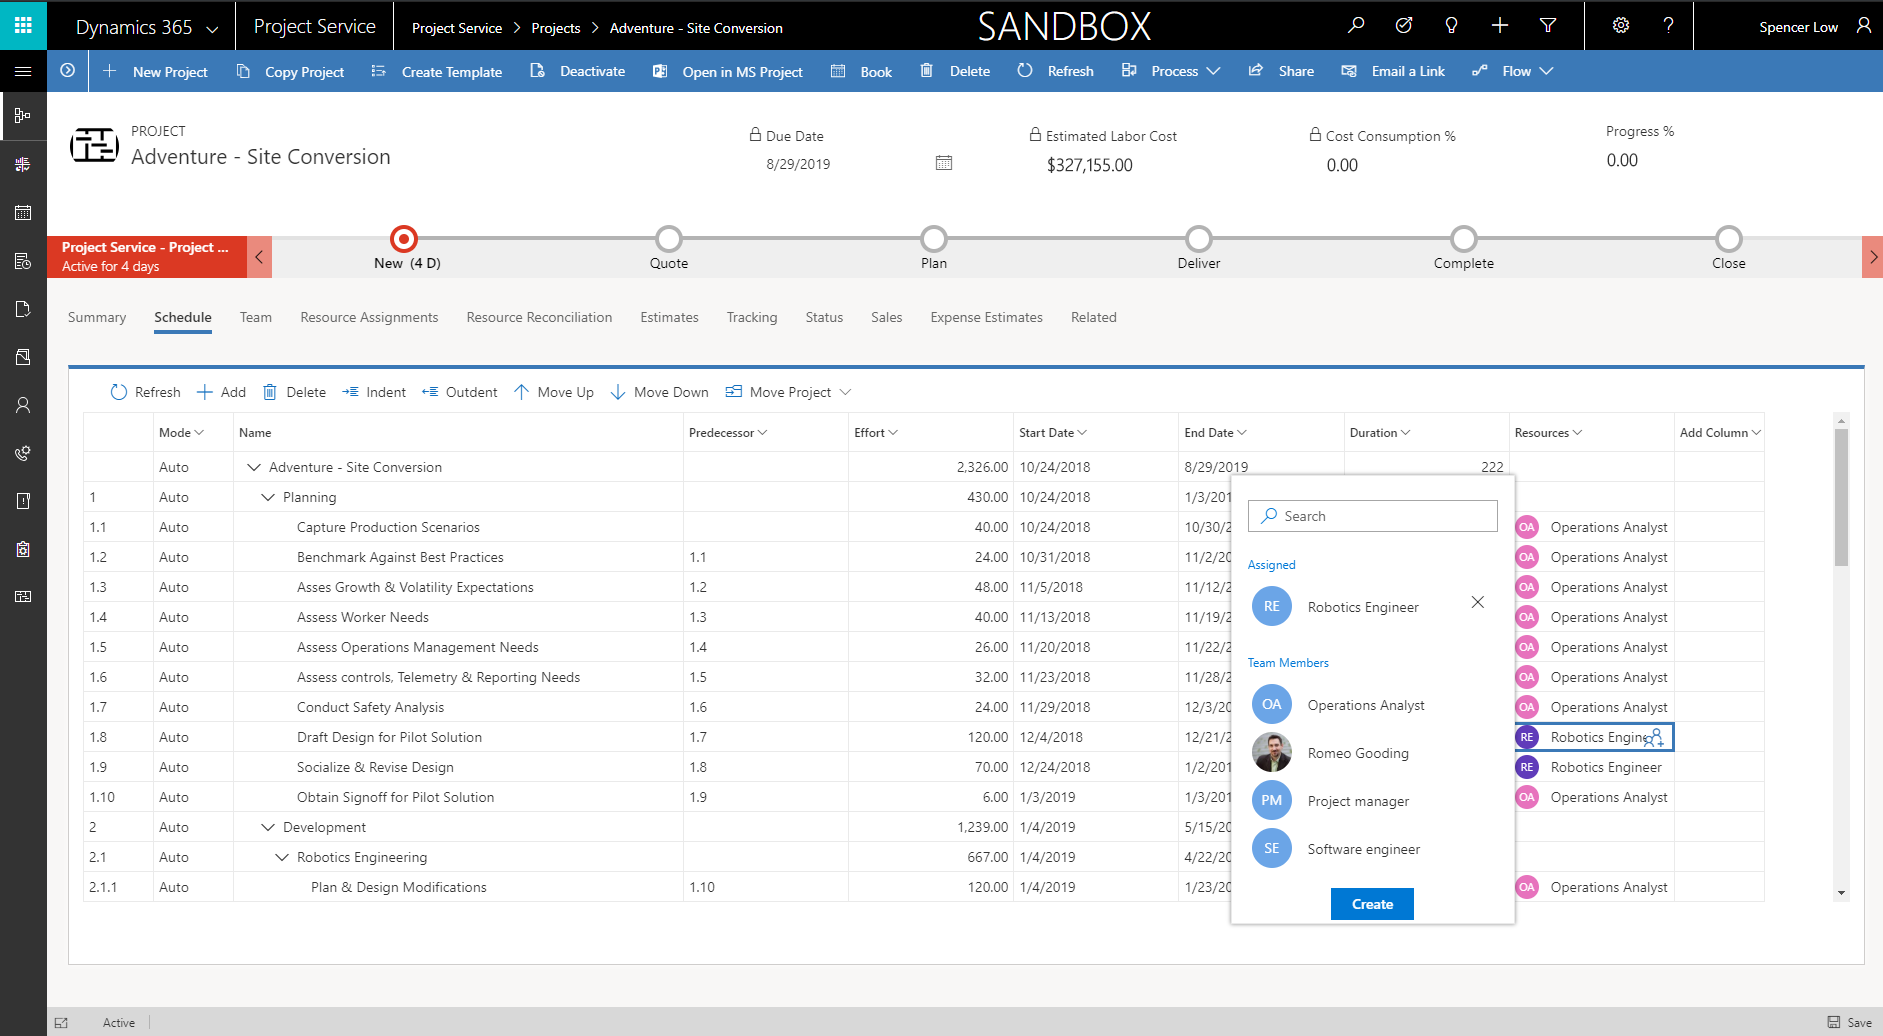 Dynamics 365 Project Service Project Service > Projects > Adventure - Site Conversion SANDBOX ? Spencer Low
New Project Copy Project Create Template Deactivate Open in MS Project Book Delete Refresh Process Share Email a Link Flow
PROJECT
Adventure - Site Conversion
Due Date
8/29/2019
Estimated Labor Cost
$327,155.00
Cost Consumption %
0.00
Progress %
0.00
Project Service - Project ...
Active for 4 days
New (4 D) Quote Plan Deliver Complete Close
Summary Schedule Team Resource Assignments Resource Reconciliation Estimates Tracking Status Sales Expense Estimates Related
Refresh Add Delete Indent Outdent Move Up Move Down Move Project
Mode Name Predecessor Effort Start Date End Date Duration Resources Add Column
Auto Adventure - Site Conversion 2,326.00 10/24/2018 8/29/2019 222
1 Auto Planning 430.00 10/24/2018 1/3/201
1.1 Auto Capture Production Scenarios 40.00 10/24/2018 10/30/2 OA Operations Analyst
1.2 Auto Benchmark Against Best Practices 1.1 24.00 10/31/2018 11/2/20 OA Operations Analyst
1.3 Auto Asses Growth & Volatility Expectations 1.2 48.00 11/5/2018 11/12/2 OA Operations Analyst
1.4 Auto Assess Worker Needs 1.3 40.00 11/13/2018 11/19/2 OA Operations Analyst
1.5 Auto Assess Operations Management Needs 1.4 26.00 11/20/2018 11/22/2 OA Operations Analyst
1.6 Auto Assess controls, Telemetry & Reporting Needs 1.5 32.00 11/23/2018 11/28/2 OA Operations Analyst
1.7 Auto Conduct Safety Analysis 1.6 24.00 11/29/2018 12/3/20 OA Operations Analyst
1.8 Auto Draft Design for Pilot Solution 1.7 120.00 12/4/2018 12/21/2 RE Robotics Engine
1.9 Auto Socialize & Revise Design 1.8 70.00 12/24/2018 1/2/201 RE Robotics Engineer
1.10 Auto Obtain Signoff for Pilot Solution 1.9 6.00 1/3/2019 1/3/201 OA Operations Analyst
2 Auto Development 1,239.00 1/4/2019 5/15/20
2.1 Auto Robotics Engineering 667.00 1/4/2019 4/22/20
2.1.1 Auto Plan & Design Modifications 1.10 120.00 1/4/2019 1/23/20 OA Operations Analyst
Search
Assigned
RE Robotics Engineer
Team Members
OA Operations Analyst
Romeo Gooding
PM Project manager
SE Software engineer
Create
Active Save